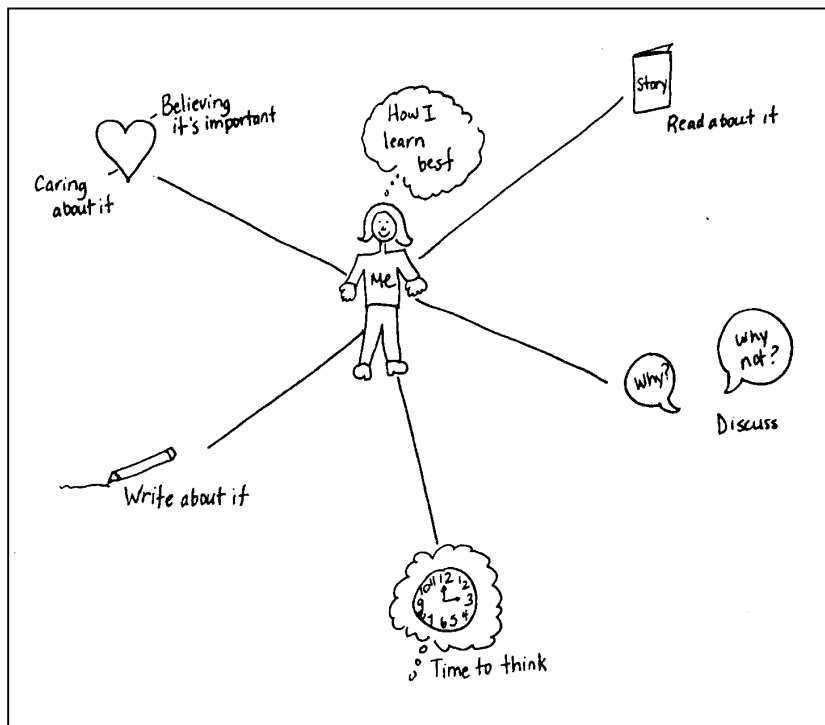 How I
learn
best
Me
Believing
it's important
Caring
about it
Story
Read about it
Why?
Why
not?
Discuss
Time to think
Write about it